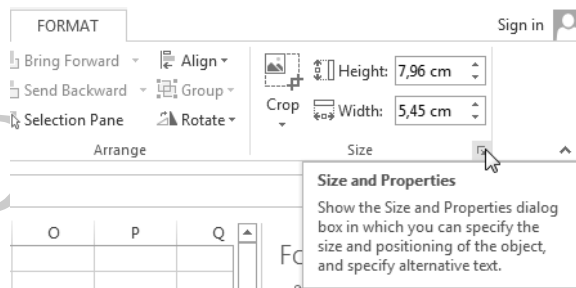 FORMAT
Sign in
Bring Forward
Align
Height: 7,96 cm
Send Backward
Group
Crop
Width: 5,45 cm
Selection Pane
Rotate
Arrange
Size
Size and Properties
Show the Size and Properties dialog
box in which you can specify the
size and positioning of the object,
and specify alternative text.
O P Q
Fo